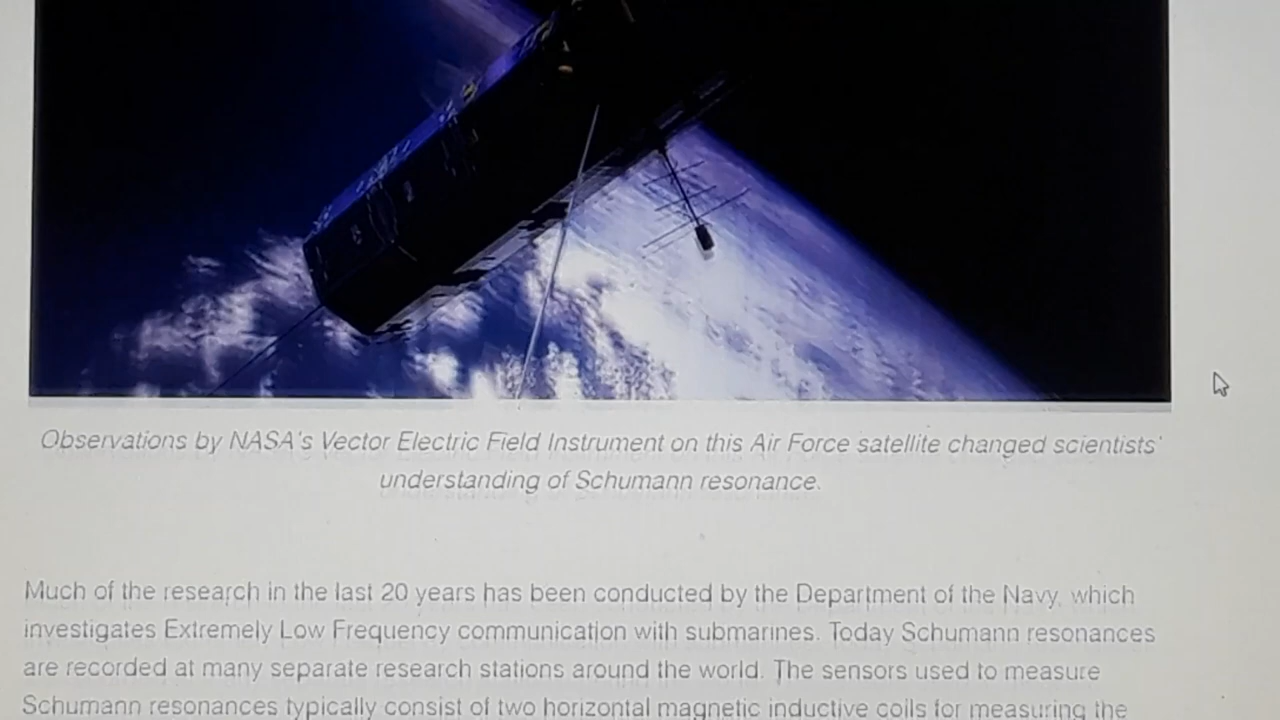 Observations by NASA's Vector Electric Field Instrument on this Air Force satellite changed scientists'
understanding of Schumann resonance.
Much of the research in the last 20 years has been conducted by the Department of the Navy, which
investigates Extremely Low Frequency communication with submarines. Today Schumann resonances
are recorded at many separate research stations around the world. The sensors used to measure
Schumann resonances typically consist of two horizontal magnetic inductive coils for measuring the